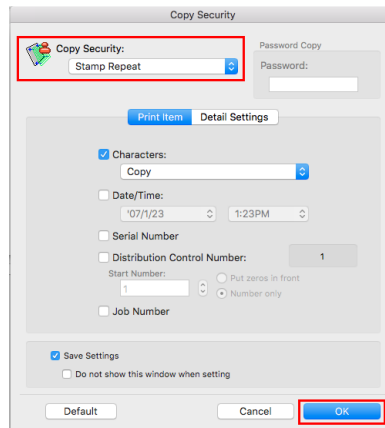 Copy Security
Copy Security:
Stamp Repeat
Password Copy
Password:
Print Item
Detail Settings
Characters:
Copy
Date/Time:
'07/1/23
1:23PM
Serial Number
Distribution Control Number:
1
Start Number:
1
Put zeros in front
Number only
Job Number
Save Settings
Do not show this window when setting
Default
Cancel
OK